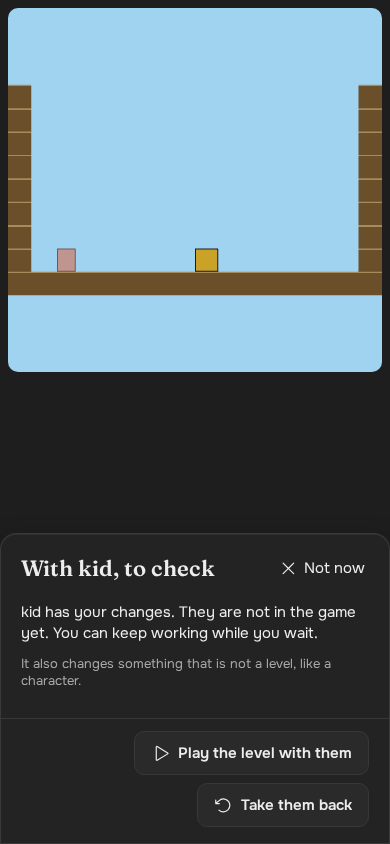 With kid, to check
Not now
kid has your changes. They are not in the game
yet. You can keep working while you wait.
It also changes something that is not a level, like a
character.
Play the level with them
Take them back